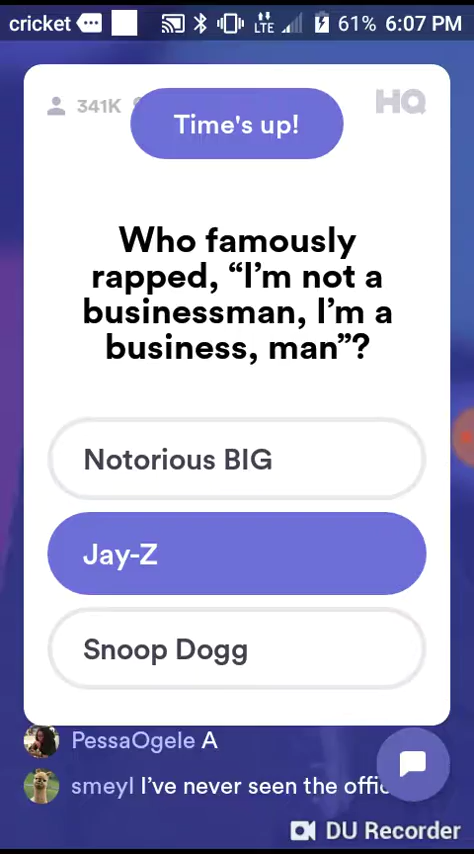 cricket LTE 61% 6:07 PM
341K HQ
Time's up!
Who famously
rapped, “I’m not a
businessman, I’m a
business, man”?
Notorious BIG
Jay-Z
Snoop Dogg
PessaOgele A
smeyl I’ve never seen the offic
DU Recorder